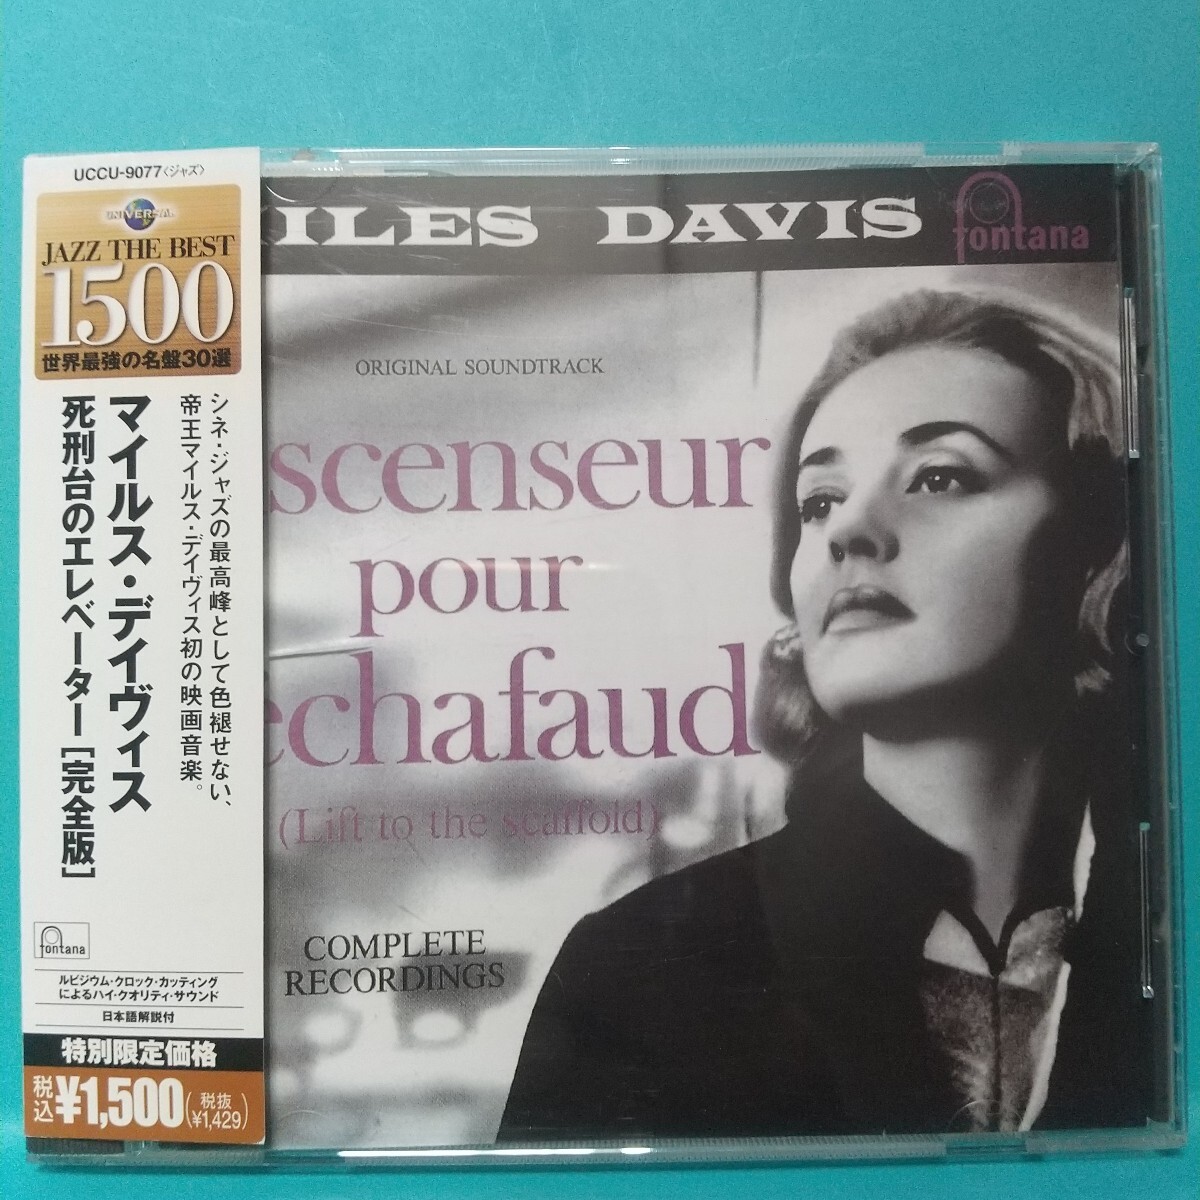 UCCU-9077〈ジャズ〉
UNIVERSAL
JAZZ THE BEST
1500
世界最強の名盤30選
シネ・ジャズの最高峰として色褪せない、
帝王マイルス・デイヴィス初の映画音楽。
マイルス・デイヴィス
死刑台のエレベーター[完全版]
fontana
ルビジウム・クロック・カッティング
によるハイ・クオリティ・サウンド
日本語解説付
特別限定価格
税込¥1,500(税抜¥1,429)
ILES DAVIS
fontana
ORIGINAL SOUNDTRACK
scenseur
pour
echafaud
(Lift to the scaffold)
COMPLETE
RECORDINGS